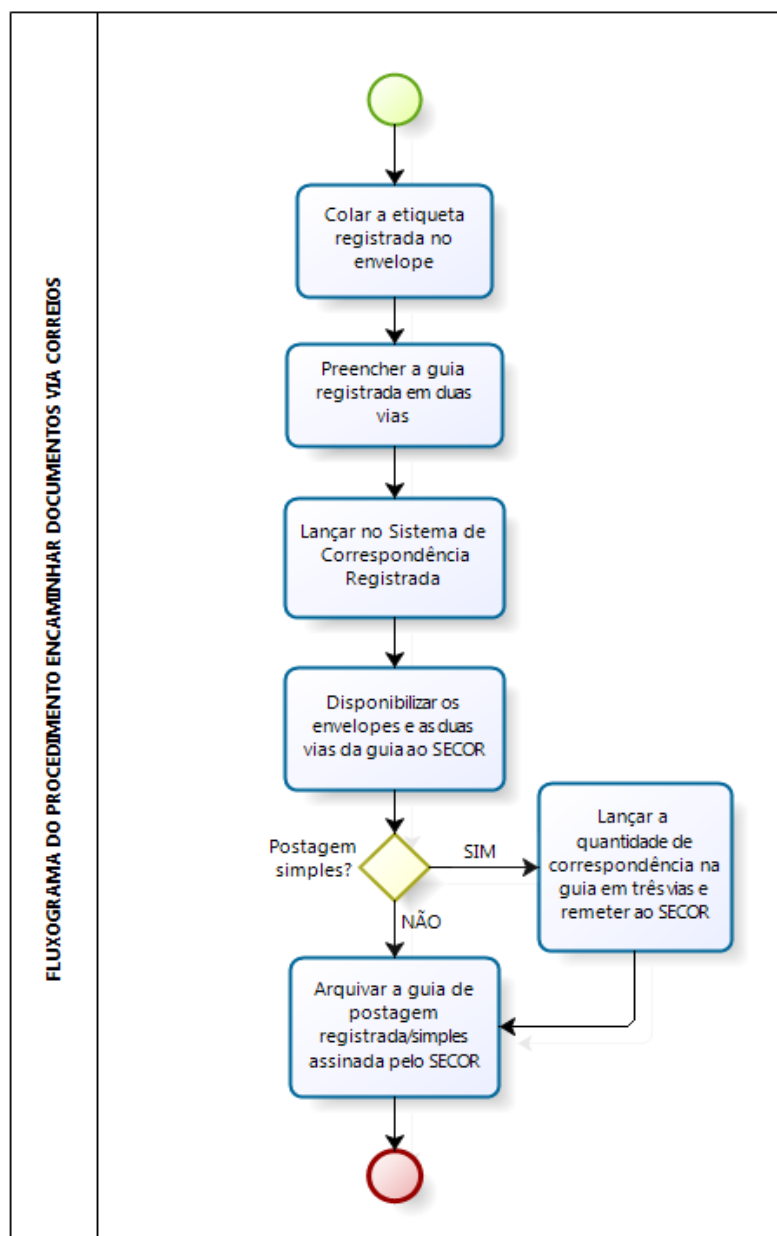 FLUXOGRAMA DO PROCEDIMENTO ENCAMINHAR DOCUMENTOS VIA CORREIOS
Colar a etiqueta
registrada no
envelope
Preencher a guia
registrada em duas
vias
Lançar no Sistema de
Correspondência
Registrada
Disponibilizar os
envelopes e as duas
vias da guia ao SECOR
Postagem
simples?
SIM
Lançar a
quantidade de
correspondência na
guia em três vias e
remeter ao SECOR
NÃO
Arquivar a guia de
postagem
registrada/simples
assinada pelo SECOR